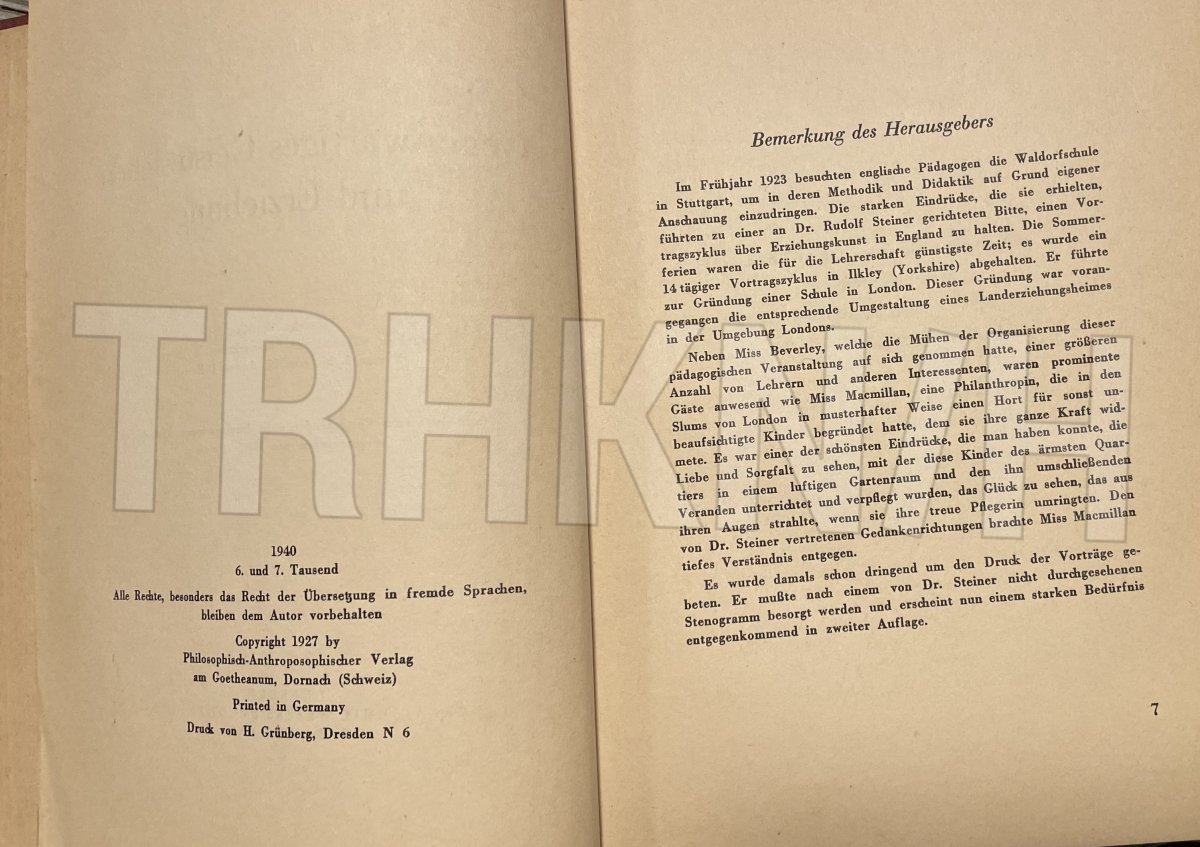 1940
6. und 7. Tausend
Alle Rechte, besonders das Recht der Übersetzung in fremde Sprachen,
bleiben dem Autor vorbehalten
Copyright 1927 by
Philosophisch-Anthroposophischer Verlag
am Goetheanum, Dornach (Schweiz)
Printed in Germany
Druck von H. Grünberg, Dresden N 6
Bemerkung des Herausgebers
Im Frühjahr 1923 besuchten englische Pädagogen die Waldorfschule
in Stuttgart, um in deren Methodik und Didaktik auf Grund eigener
Anschauung einzudringen. Die starken Eindrücke, die sie erhielten,
führten zu einer an Dr. Rudolf Steiner gerichteten Bitte, einen Vor-
tragszyklus über Erziehungskunst in England zu halten. Die Sommer-
ferien waren die für die Lehrerschaft günstigste Zeit; es wurde ein
14 tägiger Vortragszyklus in Ilkley (Yorkshire) abgehalten. Er führte
zur Gründung einer Schule in London. Dieser Gründung war voran-
gegangen die entsprechende Umgestaltung eines Landerziehungsheimes
in der Umgebung Londons.
Neben Miss Beverley, welche die Mühen der Organisierung dieser
pädagogischen Veranstaltung auf sich genommen hatte, einer größeren
Anzahl von Lehrern und anderen Interessenten, waren prominente
Gäste anwesend wie Miss Macmillan, eine Philanthropin, die in den
Slums von London in musterhafter Weise einen Hort für sonst un-
beaufsichtigte Kinder begründet hatte, dem sie ihre ganze Kraft wid-
mete. Es war einer der schönsten Eindrücke, die man haben konnte, die
Liebe und Sorgfalt zu sehen, mit der diese Kinder des ärmsten Quar-
tiers in einem luftigen Gartenraum und den ihn umschließenden
Veranden unterrichtet und verpflegt wurden, das Glück zu sehen, das aus
ihren Augen strahlte, wenn sie ihre treue Pflegerin umringten. Den
von Dr. Steiner vertretenen Gedankenrichtungen brachte Miss Macmillan
tiefes Verständnis entgegen.
Es wurde damals schon dringend um den Druck der Vorträge ge-
beten. Er mußte nach einem von Dr. Steiner nicht durchgesehenen
Stenogramm besorgt werden und erscheint nun einem starken Bedürfnis
entgegenkommend in zweiter Auflage.
7
TRHKNVH